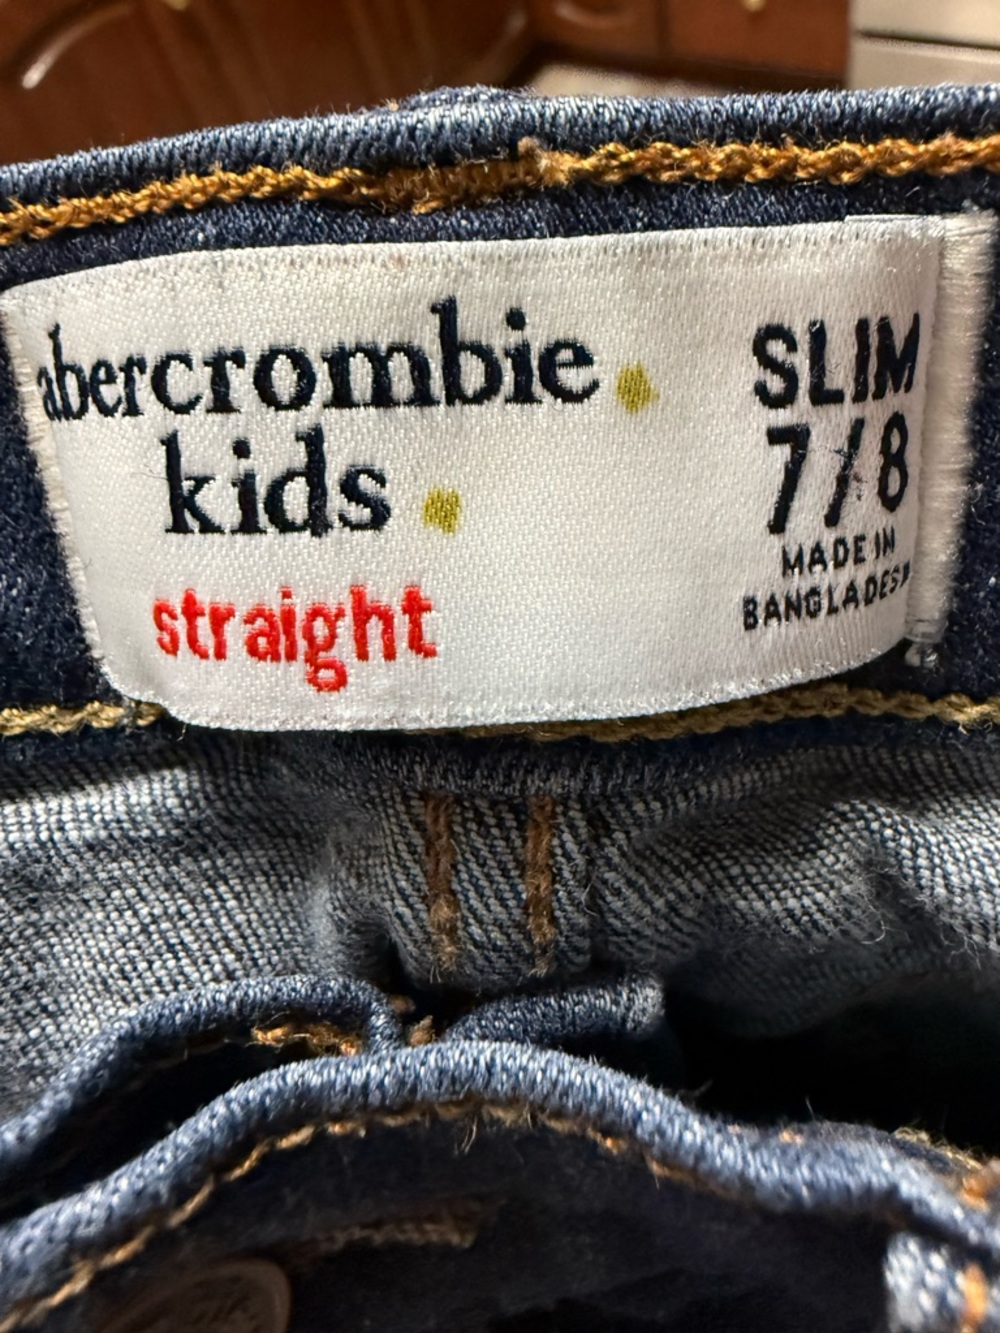 abercrombie
kids
straight
SLIM
7/8
MADE IN
BANGLADESH